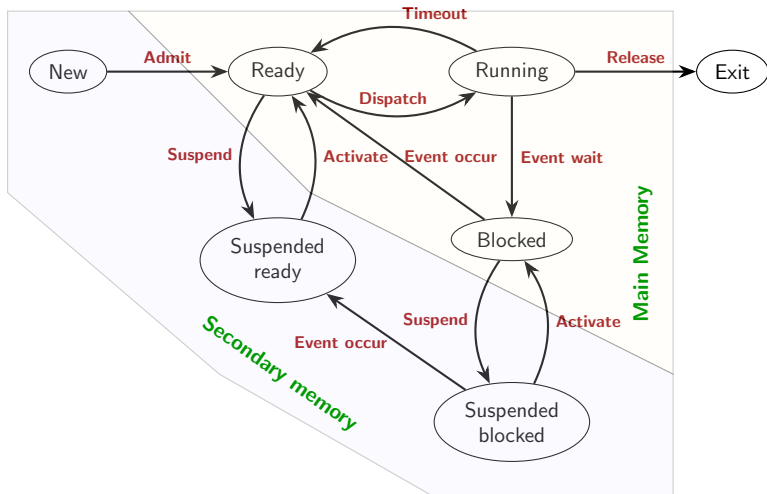 Timeout
Admit
Release
New
Ready
Running
Exit
Dispatch
Suspend
Activate
Event occur
Event wait
Suspended
ready
Blocked
Main Memory
Suspend
Activate
Event occur
Secondary memory
Suspended
blocked